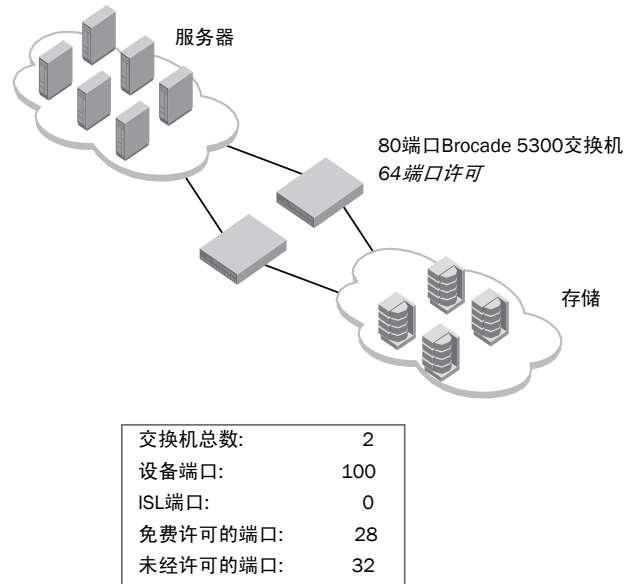 服务器
80端口Brocade 5300交换机
64端口许可
存储
交换机总数: 2
设备端口: 100
ISL端口: 0
免费许可的端口: 28
未经许可的端口: 32